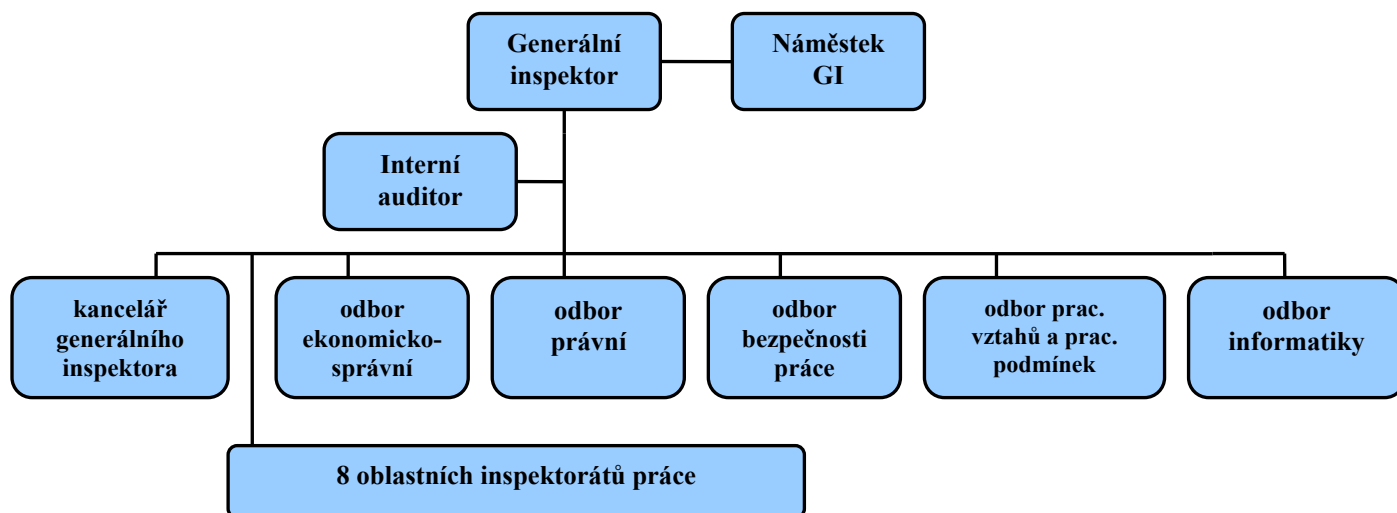 Generální
inspektor
Náměstek
GI
Interní
auditor
kancelář
generálního
inspektora
odbor
ekonomicko-
správní
odbor
právní
odbor
bezpečnosti
práce
odbor prac.
vztahů a prac.
podmínek
odbor
informatiky
8 oblastních inspektorátů práce